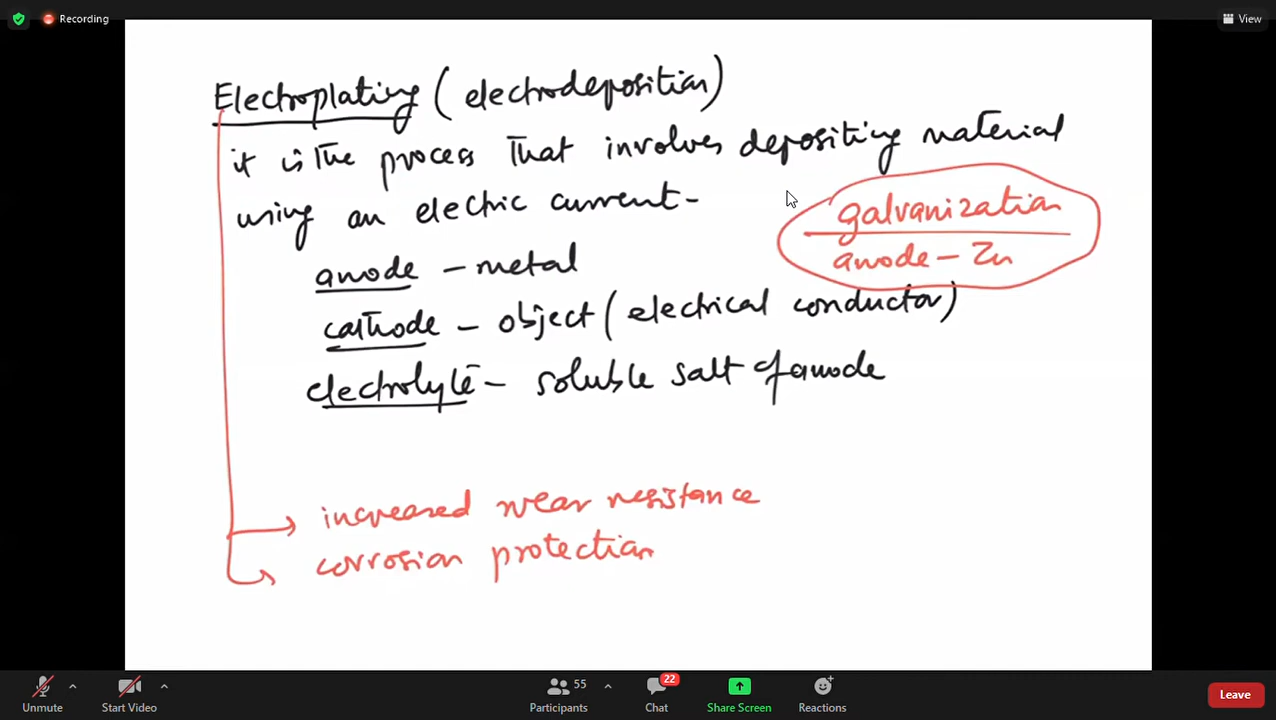 Recording
View
Electroplating (electrodeposition)
it is the process that involves depositing material
using an electric current-
galvanization
anode - Zn
anode - metal
cathode - object (electrical conductor)
electrolyte - soluble salt of anode
increased wear resistance
corrosion protection
Unmute
Start Video
55
Participants
22
Chat
Share Screen
Reactions
Leave